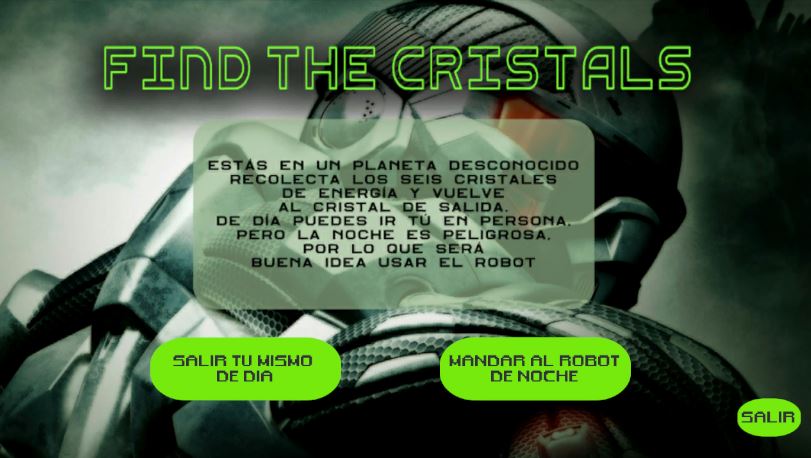 FIND THE CRISTALS
ESTÁS EN UN PLANETA DESCONOCIDO
RECOLECTA LOS SEIS CRISTALES
DE ENERGÍA Y VUELVE
AL CRISTAL DE SALIDA.
DE DÍA PUEDES IR TÚ EN PERSONA,
PERO LA NOCHE ES PELIGROSA,
POR LO QUE SERÁ
BUENA IDEA USAR EL ROBOT
SALIR TU MISMO
DE DIA
MANDAR AL ROBOT
DE NOCHE
SALIR